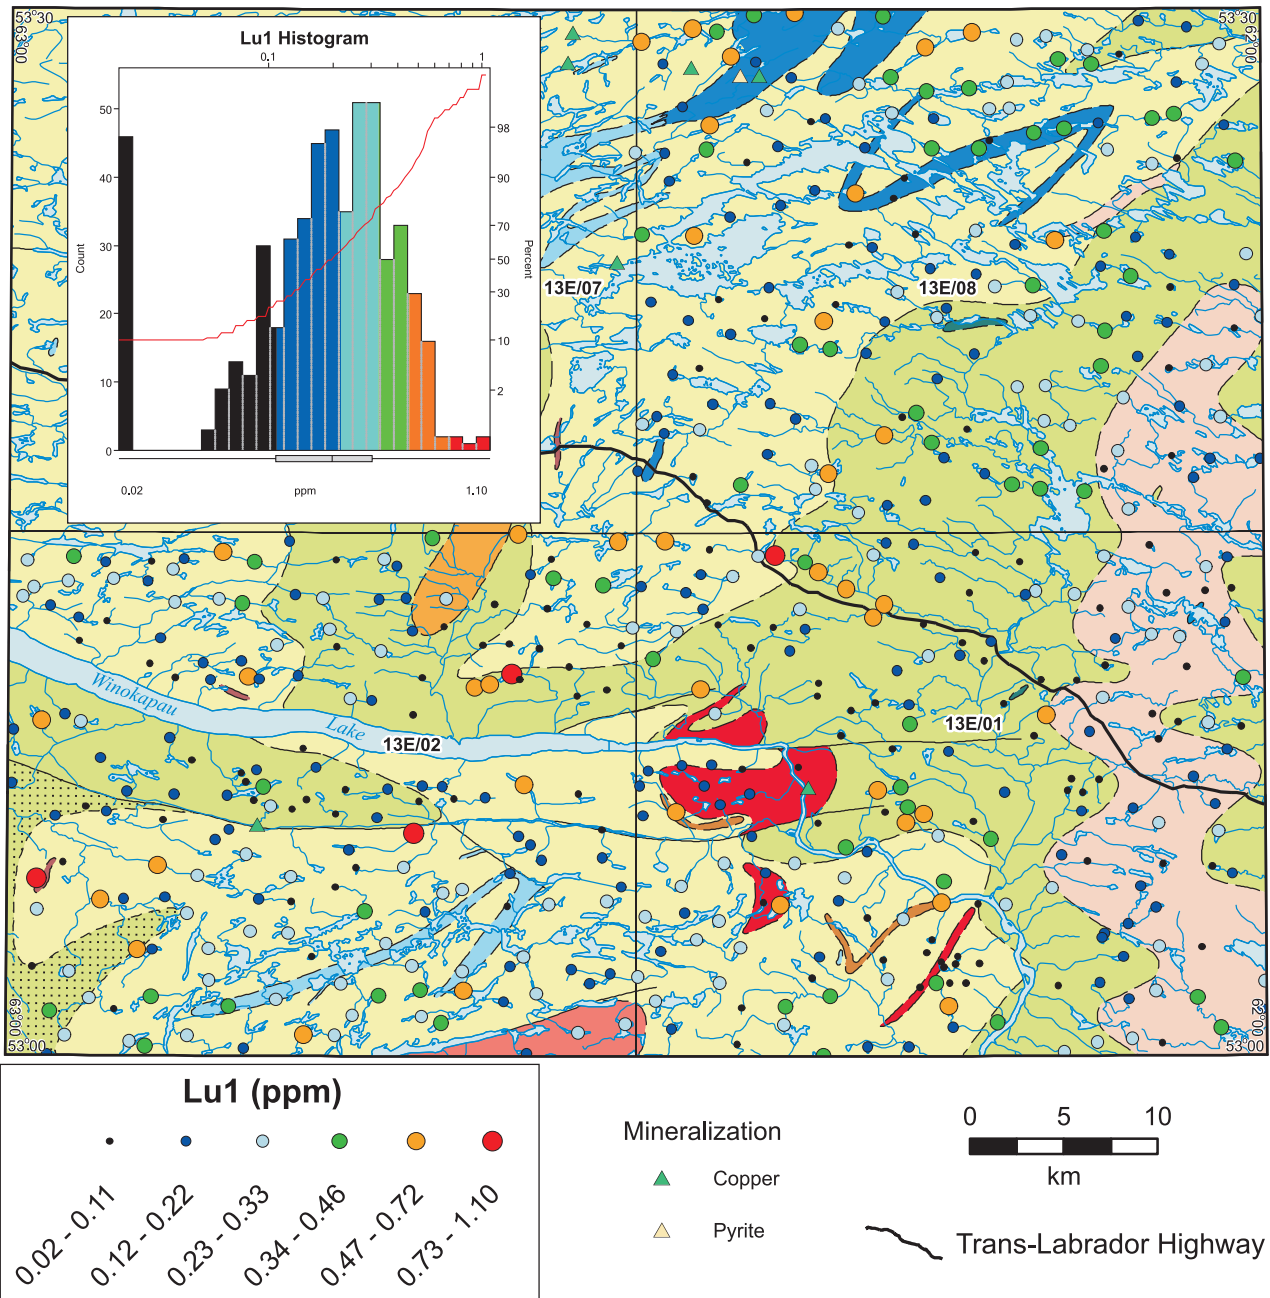 53°30'
63°00'
53°30'
62°00'
Lu1 Histogram
0.1
1
50
40
30
20
10
0
Count
98
90
70
50
30
10
2
Percent
0.02
ppm
1.10
13E/07
13E/08
Winokapau
Lake
13E/02
13E/01
63°00'
53°00'
62°00'
53°00'
Lu1 (ppm)
0.02 - 0.11
0.12 - 0.22
0.23 - 0.33
0.34 - 0.46
0.47 - 0.72
0.73 - 1.10
Mineralization
Copper
Pyrite
0 5 10
km
Trans-Labrador Highway